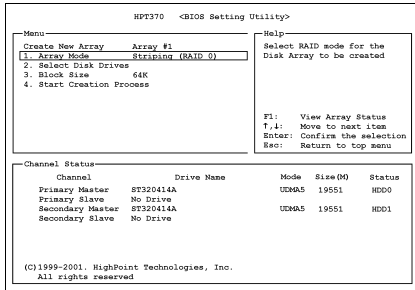 HPT370 <BIOS Setting Utility>
Menu
Create New Array Array #1
1. Array Mode Striping (RAID 0)
2. Select Disk Drives
3. Block Size 64K
4. Start Creation Process
Help
Select RAID mode for the
Disk Array to be created
F1: View Array Status
↑,↓: Move to next item
Enter: Confirm the selection
Esc: Return to top menu
Channel Status
Channel Drive Name Mode Size(M) Status
Primary Master ST320414A UDMA5 19551 HDD0
Primary Slave No Drive
Secondary Master ST320414A UDMA5 19551 HDD1
Secondary Slave No Drive
(C)1999-2001. HighPoint Technologies, Inc.
All rights reserved